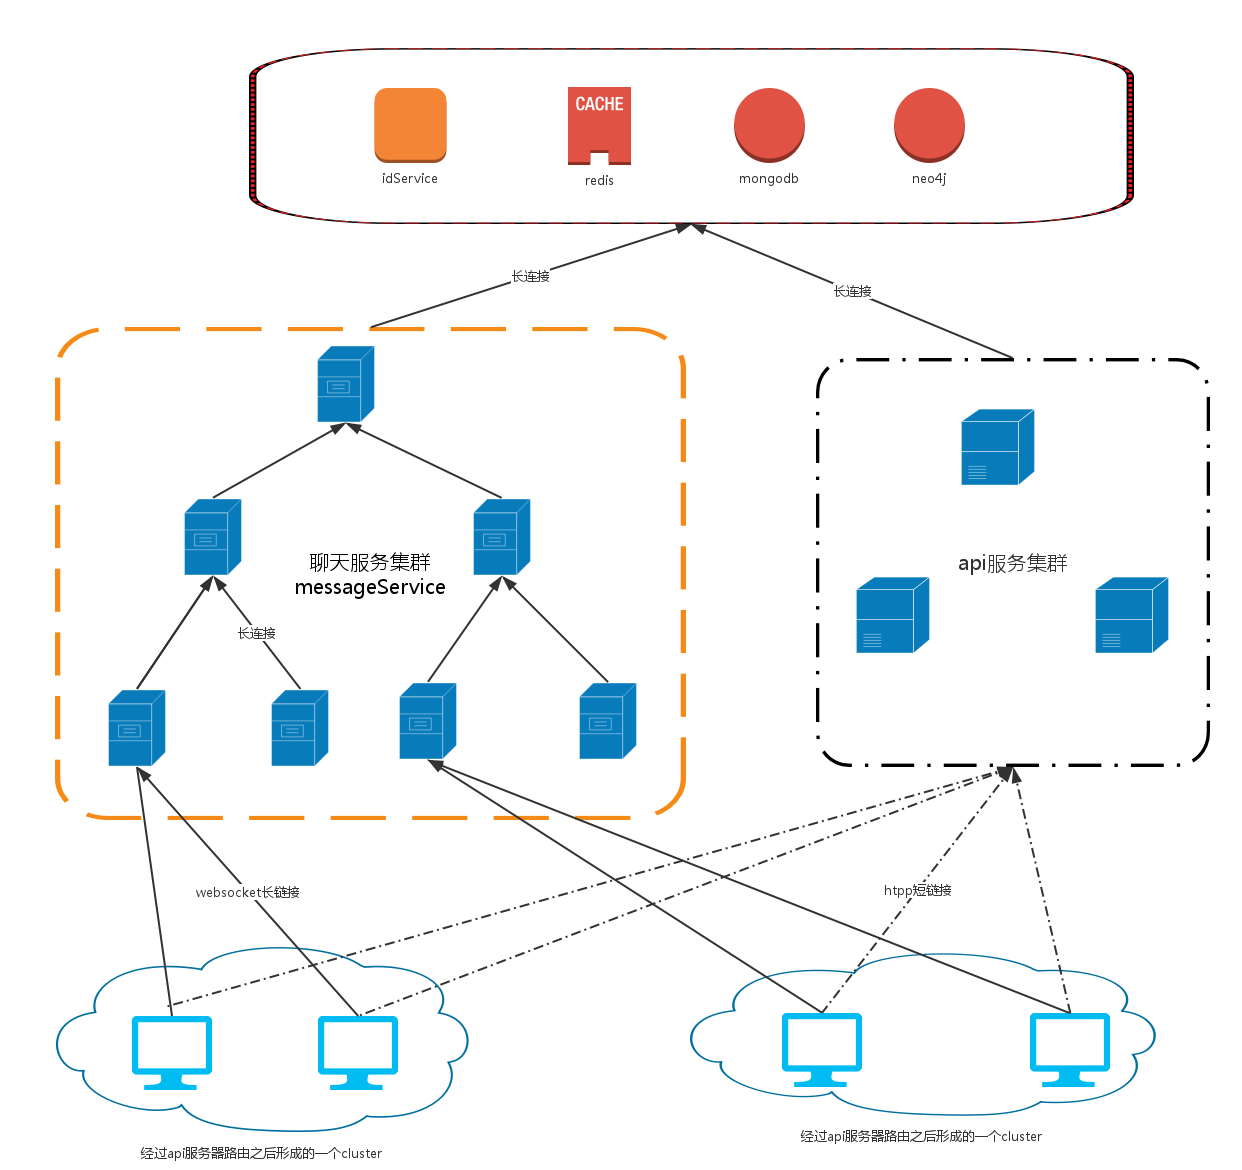 CACHE
idService
redis
mongodb
neo4j
长连接
长连接
聊天服务集群
messageService
api服务集群
长连接
websocket长链接
htpp短链接
经过api服务器路由之后形成的一个cluster
经过api服务器路由之后形成的一个cluster